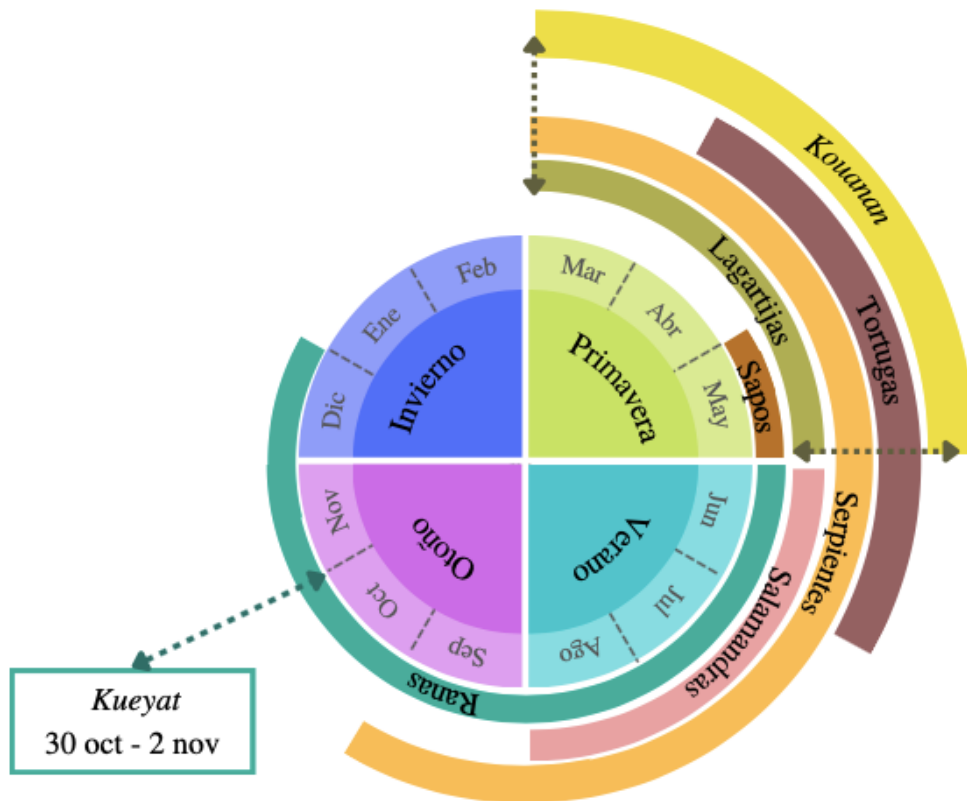 Kouanan
Tortugas
Lagartijas
Sapos
Serpientes
Salamandras
Ranas
Feb
Mar
Ene
Abr
Dic
May
Invierno
Primavera
Nov
Jun
Otoño
Verano
Oct
Jul
Sep
Ago
Kueyat
30 oct - 2 nov